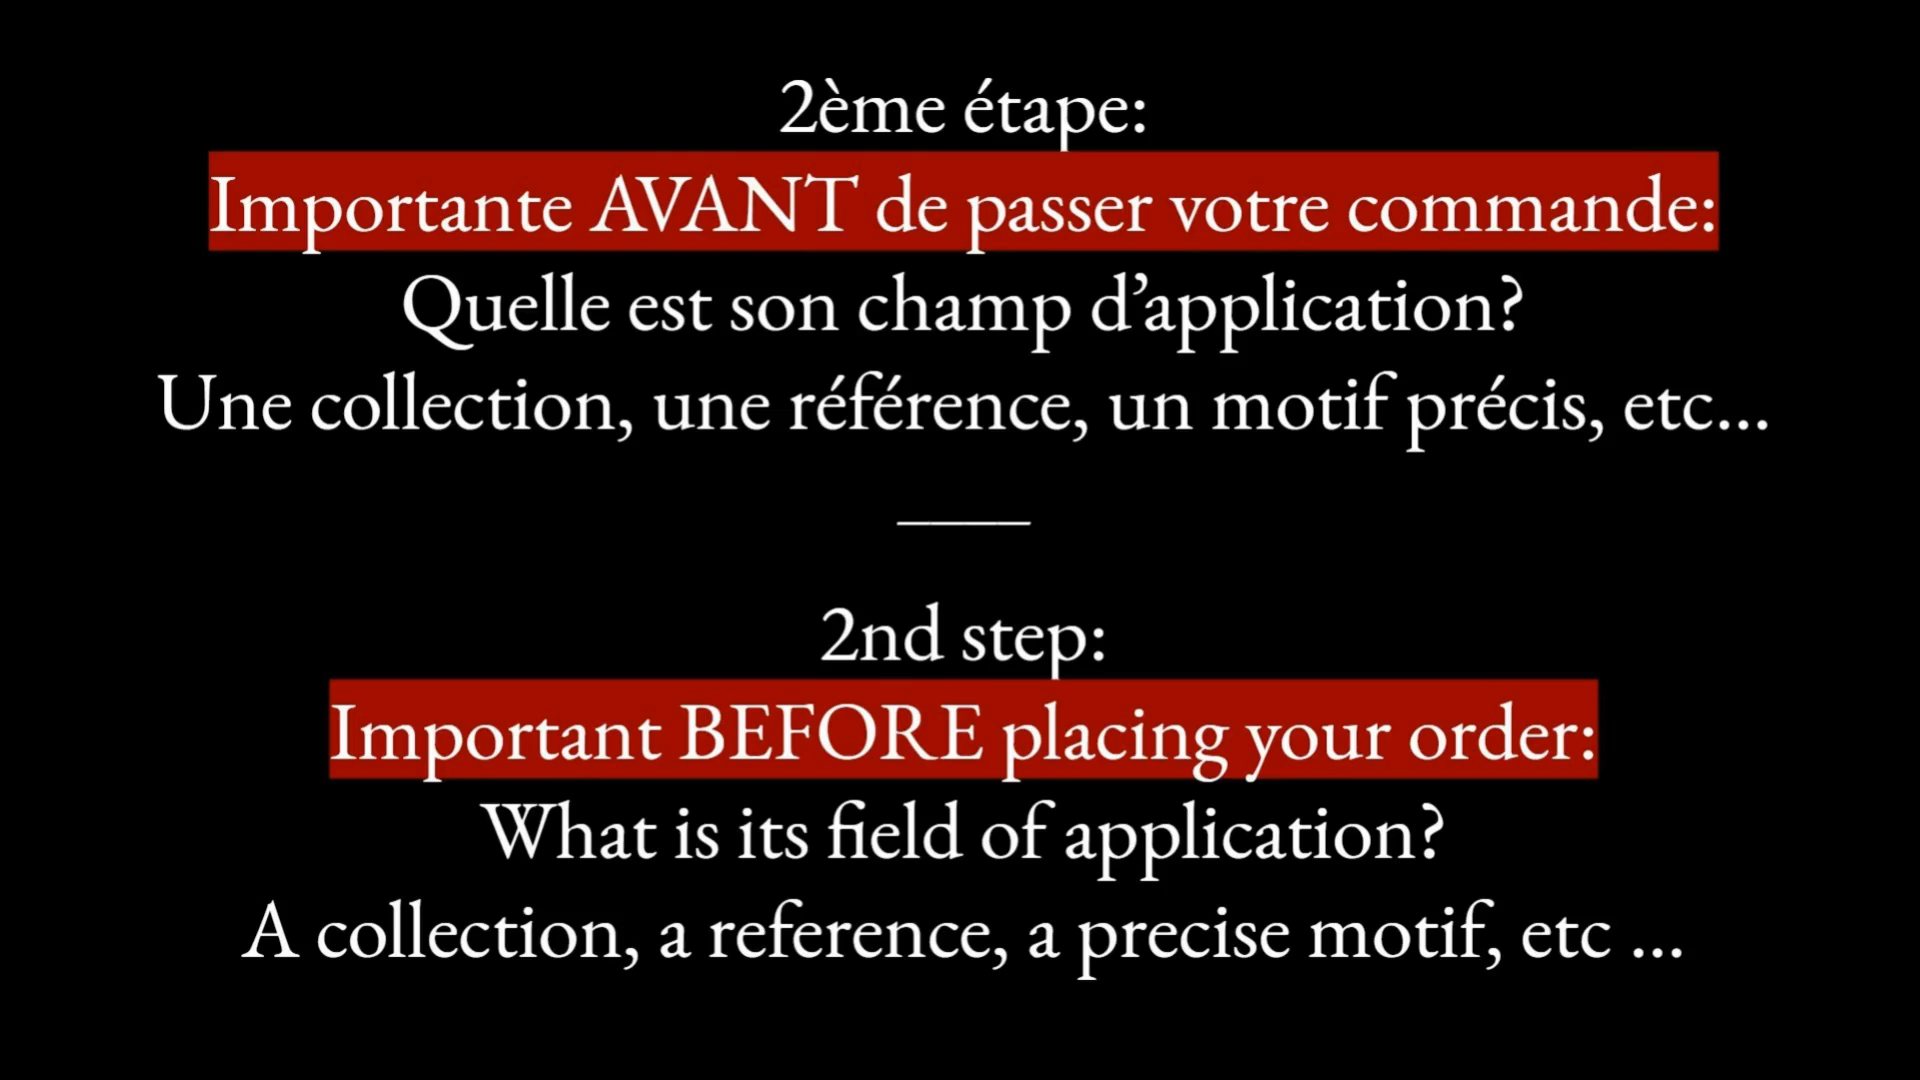 2ème étape:
Importante AVANT de passer votre commande:
Quelle est son champ d’application?
Une collection, une référence, un motif précis, etc...
2nd step:
Important BEFORE placing your order:
What is its field of application?
A collection, a reference, a precise motif, etc ...